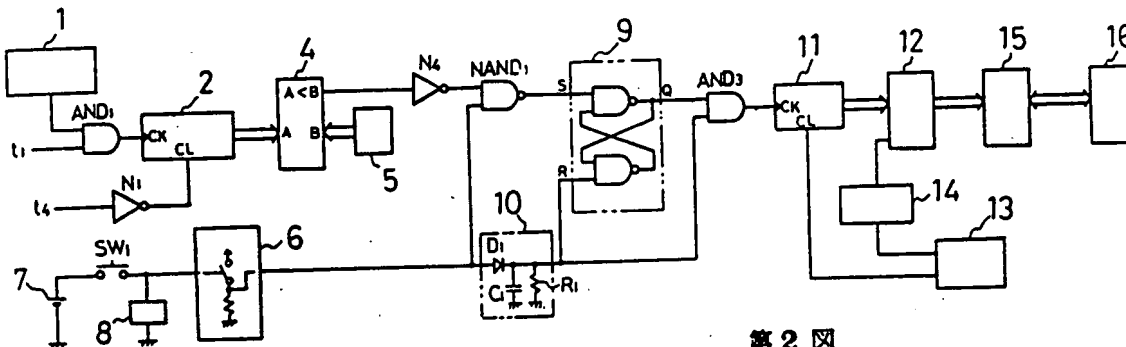 1
2
4
5
A<B
A
B
N4
NAND1
9
S
Q
R
AND3
11
CK
CL
12
15
16
AND1
t1
CK
CL
t4
N1
SW1
7
8
6
10
D1
C1
R1
14
13
第2図